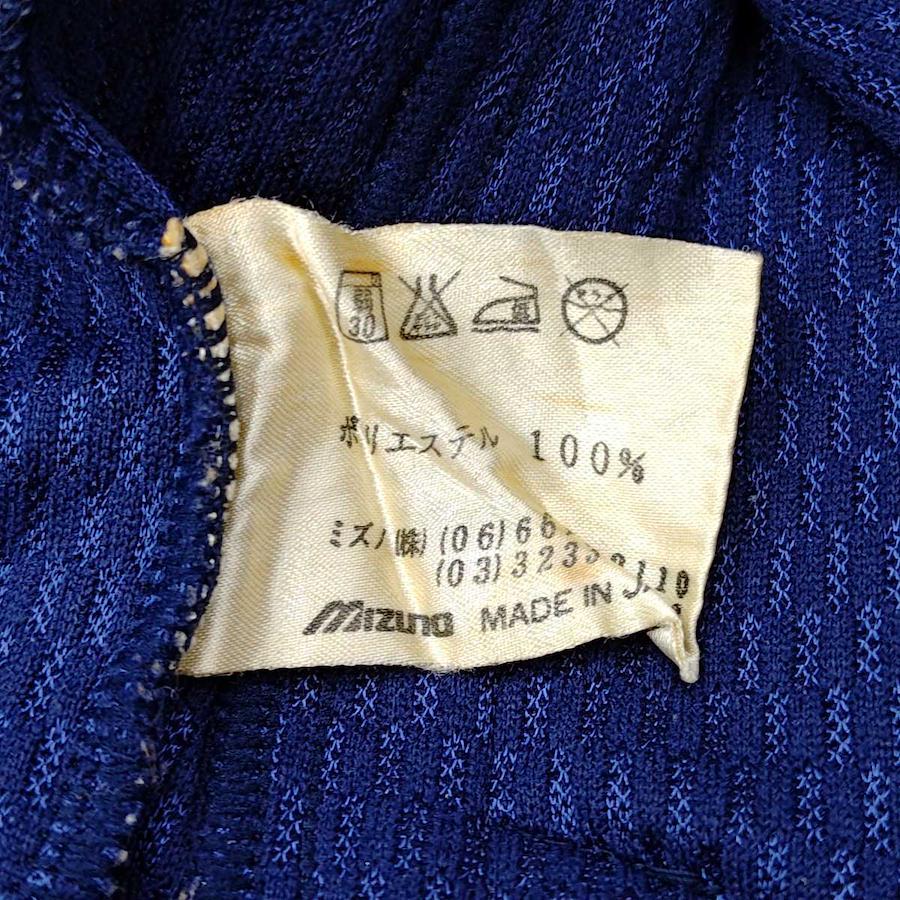 30
ポリエステル 100%
ミズノ(株)(06)66
(03)323
MIZUNO MADE IN